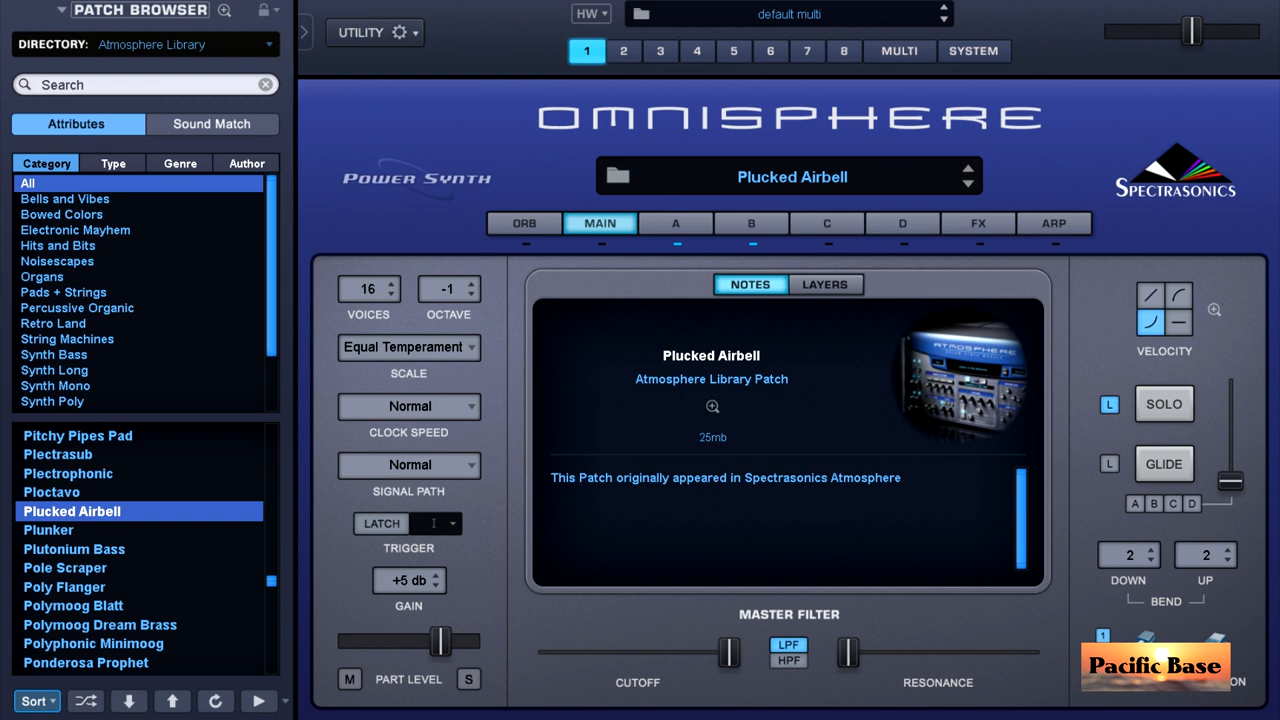 PATCH BROWSER
DIRECTORY: Atmosphere Library
Search
Attributes
Sound Match
Category
Type
Genre
Author
All
Bells and Vibes
Bowed Colors
Electronic Mayhem
Hits and Bits
Noisescapes
Organs
Pads + Strings
Percussive Organic
Retro Land
String Machines
Synth Bass
Synth Long
Synth Mono
Synth Poly
Pitchy Pipes Pad
Plectrasub
Plectrophonic
Ploctavo
Plucked Airbell
Plunker
Plutonium Bass
Pole Scraper
Poly Flanger
Polymoog Blatt
Polymoog Dream Brass
Polyphonic Minimoog
Ponderosa Prophet
Sort
UTILITY
HW
default multi
1 2 3 4 5 6 7 8 MULTI SYSTEM
OMNISPHERE
POWER SYNTH
Plucked Airbell
SPECTRASONICS
ORB MAIN A B C D FX ARP
16
-1
VOICES
OCTAVE
Equal Temperament
SCALE
Normal
CLOCK SPEED
Normal
SIGNAL PATH
LATCH
TRIGGER
+5 db
GAIN
M
PART LEVEL
S
NOTES
LAYERS
Plucked Airbell
Atmosphere Library Patch
25mb
This Patch originally appeared in Spectrasonics Atmosphere
ATMOSPHERE
MASTER FILTER
LPF
HPF
CUTOFF
RESONANCE
VELOCITY
L
SOLO
L
GLIDE
A B C D
2
2
DOWN
UP
BEND
1
Pacific Base
ON